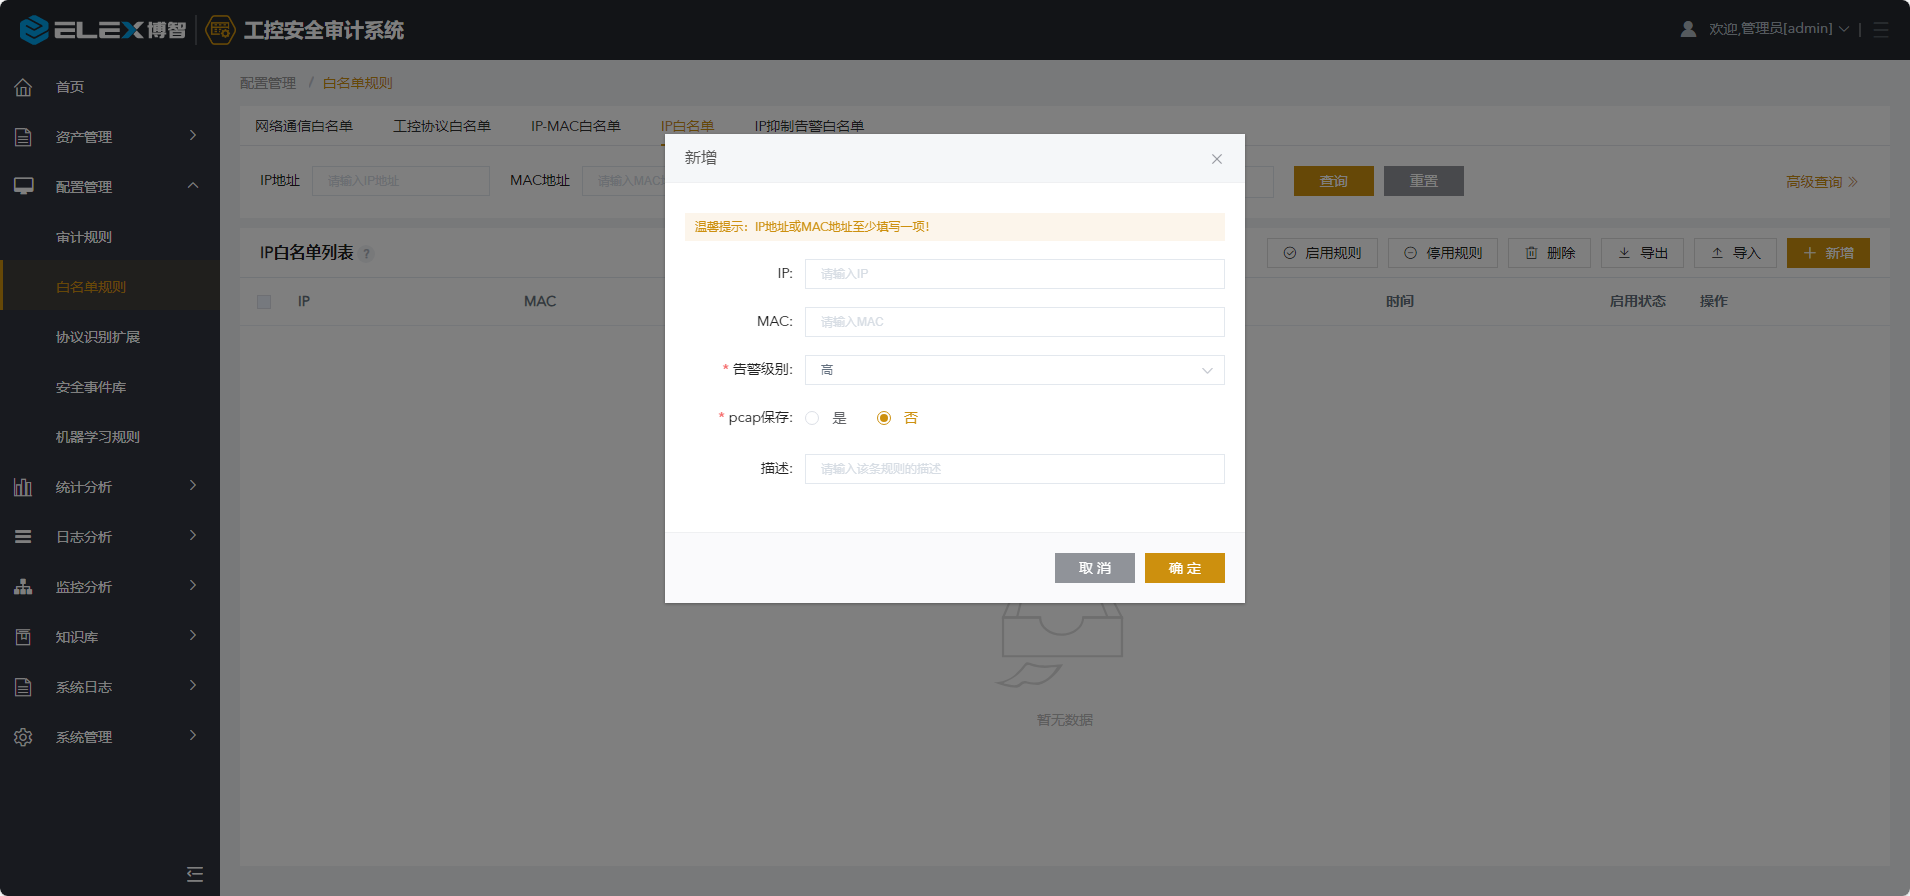 ELEX博智 工控安全审计系统
欢迎,管理员[admin]
首页
资产管理
配置管理
审计规则
白名单规则
协议识别扩展
安全事件库
机器学习规则
统计分析
日志分析
监控分析
知识库
系统日志
系统管理
配置管理 / 白名单规则
网络通信白名单 工控协议白名单 IP-MAC白名单 IP白名单 IP抑制告警白名单
IP地址 请输入IP地址 MAC地址 请输入MAC 查询 重置 高级查询
IP白名单列表 ? 启用规则 停用规则 删除 导出 导入 新增
IP MAC 时间 启用状态 操作
暂无数据
新增
温馨提示：IP地址或MAC地址至少填写一项！
IP: 请输入IP
MAC: 请输入MAC
* 告警级别: 高
* pcap保存: 是 否
描述: 请输入该条规则的描述
取消 确定